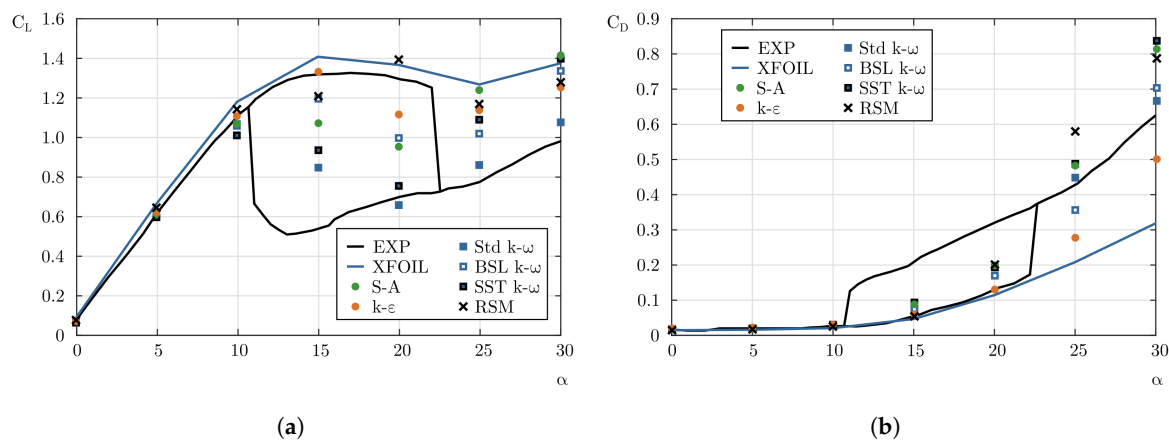 C_L
1.6
1.4
1.2
1.0
0.8
0.6
0.4
0.2
0
0 5 10 15 20 25 30
α
EXP
XFOIL
S-A
k-ε
Std k-ω
BSL k-ω
SST k-ω
RSM
(a)
C_D
0.9
0.8
0.7
0.6
0.5
0.4
0.3
0.2
0.1
0
0 5 10 15 20 25 30
α
EXP
XFOIL
S-A
k-ε
Std k-ω
BSL k-ω
SST k-ω
RSM
(b)